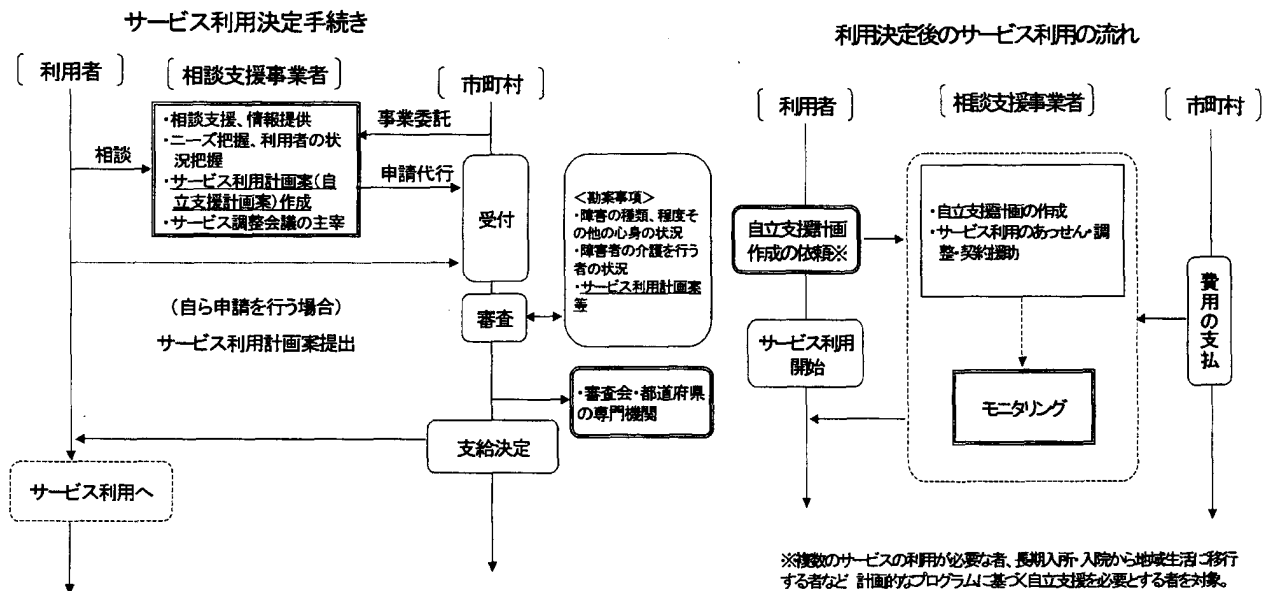 サービス利用決定手続き
〔 利用者 〕
〔 相談支援事業者 〕
〔 市町村 〕
・相談支援、情報提供
・ニーズ把握、利用者の状
況把握
・サービス利用計画案(自
立支援計画案)作成
・サービス調整会議の主宰
相談
事業委託
申請代行
受付
<勘案事項>
・障害の種類、程度そ
の他の心身の状況
・障害者の介護を行う
者の状況
・サービス利用計画案
等
(自ら申請を行う場合)
サービス利用計画案提出
審査
・審査会・都道府県
の専門機関
支給決定
サービス利用へ
利用決定後のサービス利用の流れ
〔 利用者 〕
〔相談支援事業者〕
〔市町村〕
自立支援計画
作成の依頼※
・自立支援計画の作成
・サービス利用のあっせん・調
整・契約援助
費用の支払
サービス利用
開始
モニタリング
※複数のサービスの利用が必要な者、長期入所・入院から地域生活に移行
する者など 計画的なプログラムに基づく自立支援を必要とする者を対象。